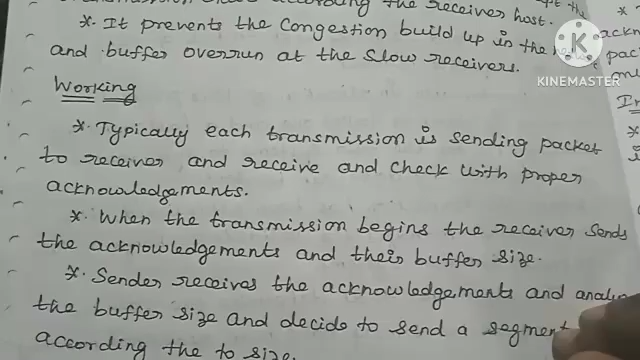 according the receiver host.
*. It prevents the congestion build up in the
and buffer overrun at the slow receivers.
Working
*. Typically each transmission is sending packet
to receiver and receive and check with proper
acknowledgements.
*. When the transmission begins the receiver sends
the acknowledgements and their buffer size.
*. Sender receives the acknowledgements and
the buffer size and decide to send a segment
according the to size.
KINEMASTER